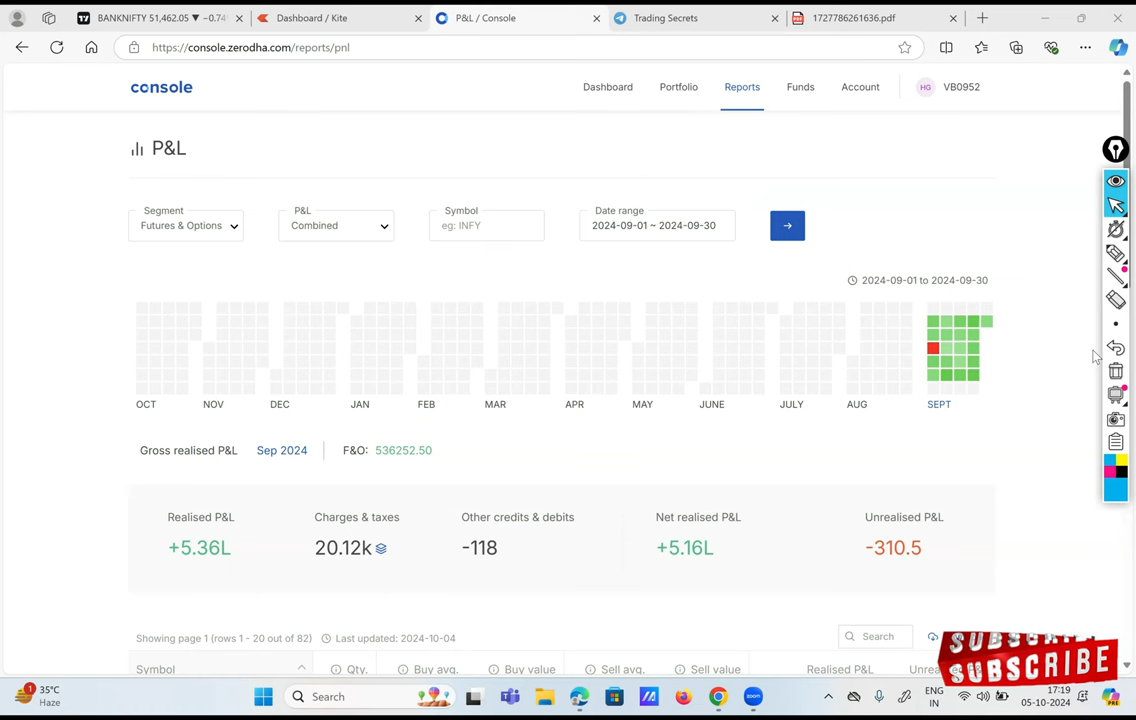 BANKNIFTY 51,462.05 ▼ −0.74
Dashboard / Kite
P&L / Console
Trading Secrets
1727786261636.pdf
https://console.zerodha.com/reports/pnl
console
Dashboard
Portfolio
Reports
Funds
Account
HG
VB0952
P&L
Segment
Futures & Options
P&L
Combined
Symbol
eg: INFY
Date range
2024-09-01 ~ 2024-09-30
2024-09-01 to 2024-09-30
OCT NOV DEC JAN FEB MAR APR MAY JUNE JULY AUG SEPT
Gross realised P&L Sep 2024 F&O: 536252.50
Realised P&L Charges & taxes Other credits & debits Net realised P&L Unrealised P&L
+5.36L 20.12k -118 +5.16L -310.5
Showing page 1 (rows 1 - 20 out of 82) Last updated: 2024-10-04
Search
Symbol Qty. Buy avg. Buy value Sell avg. Sell value Realised P&L
SUBSCRIBE
SUBSCRIBE
1
35°C
Haze
Search
ENG
IN
17:19
05-10-2024
PRE